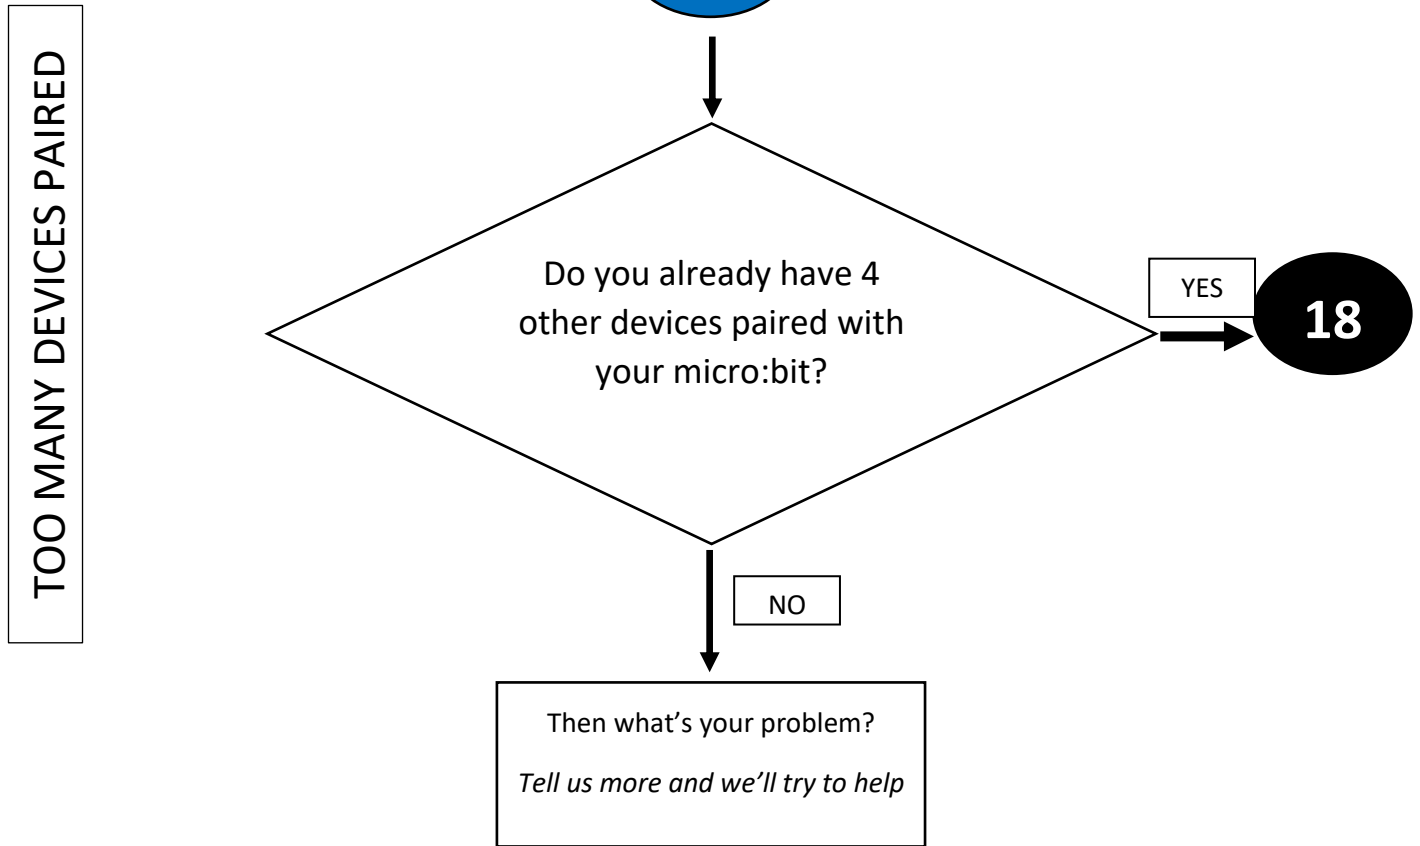 TOO MANY DEVICES PAIRED
Do you already have 4
other devices paired with
your micro:bit?
YES
18
NO
Then what’s your problem?
Tell us more and we’ll try to help